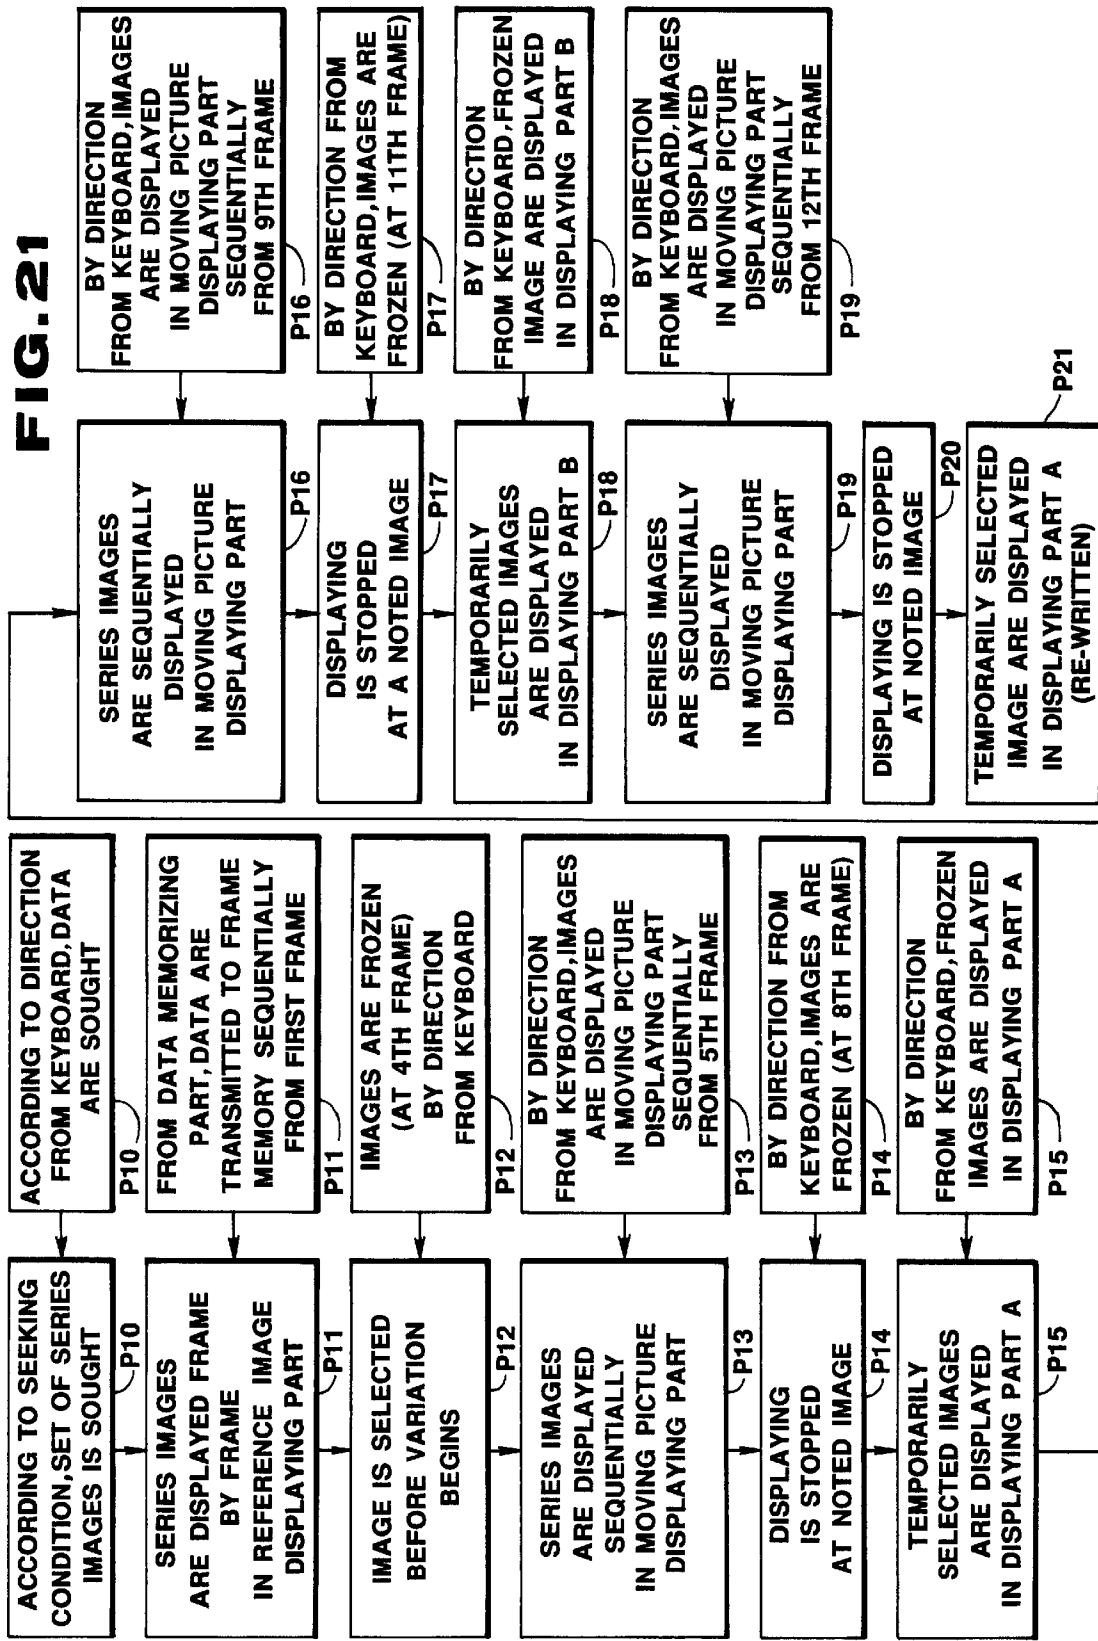 FIG.21
ACCORDING TO SEEKING
CONDITION,SET OF SERIES
IMAGES IS SOUGHT
P10
ACCORDING TO DIRECTION
FROM KEYBOARD,DATA
ARE SOUGHT
P10
SERIES IMAGES
ARE DISPLAYED FRAME
BY FRAME
IN REFERENCE IMAGE
DISPLAYING PART
P11
FROM DATA MEMORIZING
PART,DATA ARE
TRANSMITTED TO FRAME
MEMORY SEQUENTIALLY
FROM FIRST FRAME
P11
IMAGE IS SELECTED
BEFORE VARIATION
BEGINS
P12
IMAGES ARE FROZEN
(AT 4TH FRAME)
BY DIRECTION
FROM KEYBOARD
P12
SERIES IMAGES
ARE DISPLAYED
SEQUENTIALLY
IN MOVING PICTURE
DISPLAYING PART
P13
BY DIRECTION
FROM KEYBOARD,IMAGES
ARE DISPLAYED
IN MOVING PICTURE
DISPLAYING PART
SEQUENTIALLY
FROM 5TH FRAME
P13
DISPLAYING
IS STOPPED
AT NOTED IMAGE
P14
BY DIRECTION FROM
KEYBOARD,IMAGES ARE
FROZEN (AT 8TH FRAME)
P14
TEMPORARILY
SELECTED IMAGES
ARE DISPLAYED
IN DISPLAYING PART A
P15
BY DIRECTION
FROM KEYBOARD,FROZEN
IMAGES ARE DISPLAYED
IN DISPLAYING PART A
P15
SERIES IMAGES
ARE SEQUENTIALLY
DISPLAYED
IN MOVING PICTURE
DISPLAYING PART
P16
BY DIRECTION
FROM KEYBOARD,IMAGES
ARE DISPLAYED
IN MOVING PICTURE
DISPLAYING PART
SEQUENTIALLY
FROM 9TH FRAME
P16
DISPLAYING
IS STOPPED
AT A NOTED IMAGE
P17
BY DIRECTION FROM
KEYBOARD,IMAGES ARE
FROZEN (AT 11TH FRAME)
P17
TEMPORARILY
SELECTED IMAGES
ARE DISPLAYED
IN DISPLAYING PART B
P18
BY DIRECTION
FROM KEYBOARD,FROZEN
IMAGE ARE DISPLAYED
IN DISPLAYING PART B
P18
SERIES IMAGES
ARE SEQUENTIALLY
DISPLAYED
IN MOVING PICTURE
DISPLAYING PART
P19
BY DIRECTION
FROM KEYBOARD,IMAGES
ARE DISPLAYED
IN MOVING PICTURE
DISPLAYING PART
SEQUENTIALLY
FROM 12TH FRAME
P19
DISPLAYING IS STOPPED
AT NOTED IMAGE
P20
TEMPORARILY SELECTED
IMAGE ARE DISPLAYED
IN DISPLAYING PART A
(RE-WRITTEN)
P21